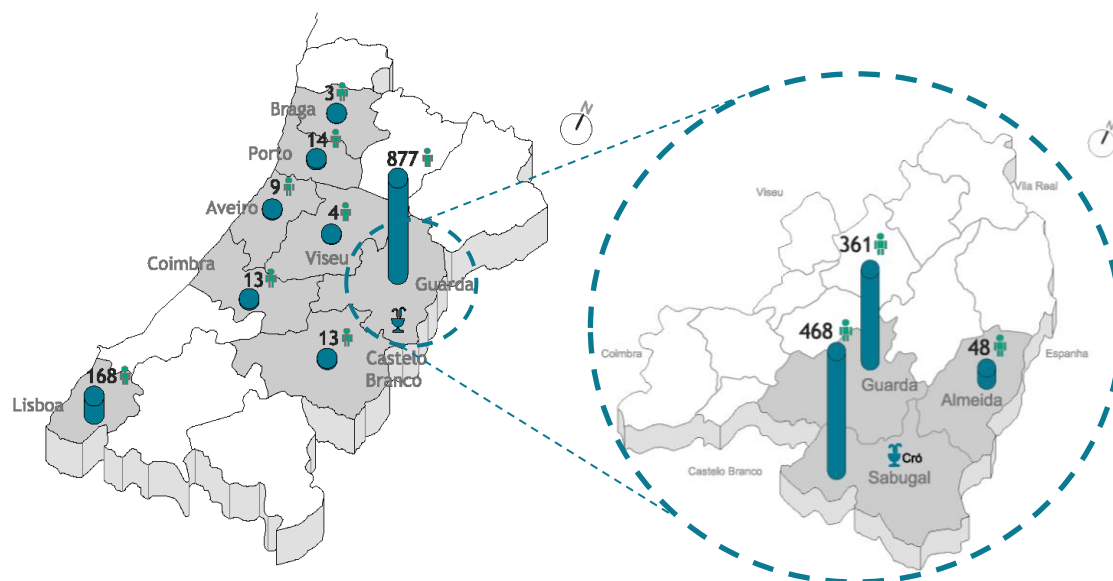 3
Braga
14
Porto
877
9
Aveiro
4
Viseu
Coimbra
13
Guarda
13
Castelo
Branco
168
Lisboa
N
N
Viseu
Vila Real
361
468
48
Coimbra
Espanha
Guarda
Almeida
Cró
Castelo Branco
Sabugal